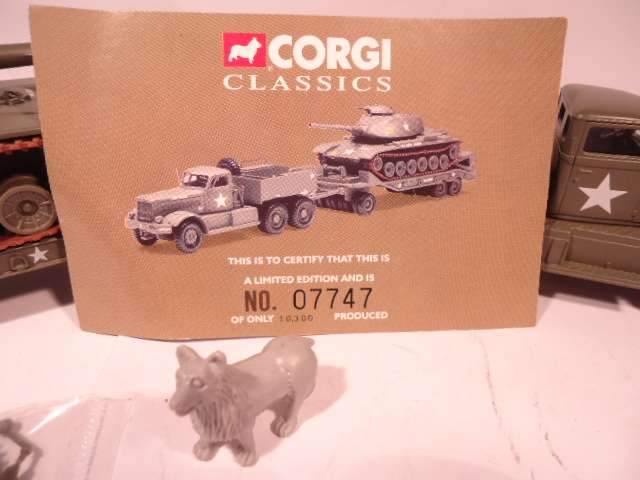 CORGI
CLASSICS
THIS IS TO CERTIFY THAT THIS IS
A LIMITED EDITION AND IS
NO. 07747
OF ONLY 10,300 PRODUCED